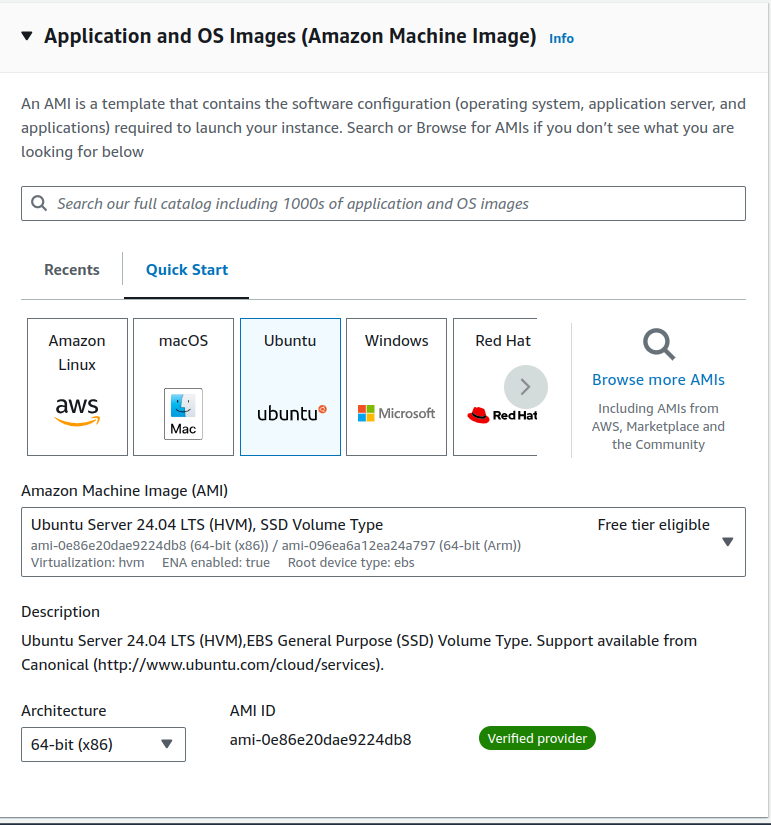 Application and OS Images (Amazon Machine Image) Info
An AMI is a template that contains the software configuration (operating system, application server, and
applications) required to launch your instance. Search or Browse for AMIs if you don’t see what you are
looking for below
Search our full catalog including 1000s of application and OS images
Recents
Quick Start
Amazon
Linux
aws
macOS
Mac
Ubuntu
ubuntu
Windows
Microsoft
Red Hat
Red Hat
Browse more AMIs
Including AMIs from
AWS, Marketplace and
the Community
Amazon Machine Image (AMI)
Ubuntu Server 24.04 LTS (HVM), SSD Volume Type
Free tier eligible
ami-0e86e20dae9224db8 (64-bit (x86)) / ami-096ea6a12ea24a797 (64-bit (Arm))
Virtualization: hvm ENA enabled: true Root device type: ebs
Description
Ubuntu Server 24.04 LTS (HVM),EBS General Purpose (SSD) Volume Type. Support available from
Canonical (http://www.ubuntu.com/cloud/services).
Architecture
64-bit (x86)
AMI ID
ami-0e86e20dae9224db8
Verified provider